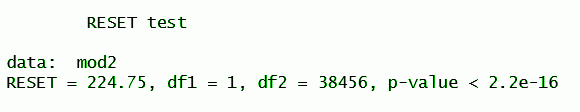 RESET test
data:  mod2
RESET = 224.75, df1 = 1, df2 = 38456, p-value < 2.2e-16